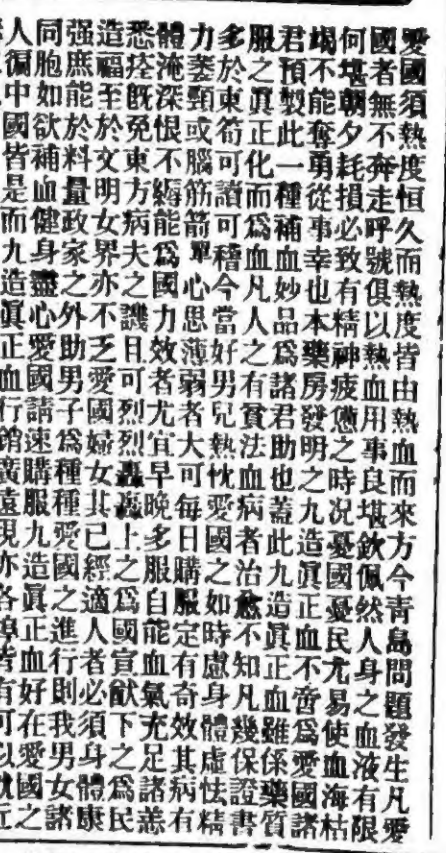 愛國須熱度恒久而熱度皆由熱血而來方今青島問題發生凡愛
國者無不奔走呼號俱以熱血用事良堪欽佩然人身之血液有限
何堪朝夕耗損必致有精神疲憊之時况憂國憂民尤易使血海枯
竭不能奪勇從事幸也本藥房發明之九造眞正血不啻爲愛國諸
君預製此一種補血妙品爲諸君助也蓋此九造眞正血雖係藥質
服之眞正化而爲血凡人之有貧法血病者治愈不知凡幾保證書
多於東筍可讀可稽今當好男兒熱忱愛國之如時慮身體虛怯精
力萎頸或腦筋箭單心思薄弱者大可每日購服定有奇效其病有
體淹深恨不能爲國力效者尤宜早晚多服自能血氣充足諸恙
悉痊既免東方病夫之譏日可烈烈轟轟上之爲國宣猷下之爲民
造福至於文明女界亦不乏愛國婦女其已經適人者必須身體康
强庶能於料量政家之外助男子爲種種愛國之進行則我男女諸
同胞如欲補血健身盡心愛國請速購服九造眞正血好在愛國之
人徧中國皆是而九造眞正血行銷廣遠現亦各埠皆有可以就近